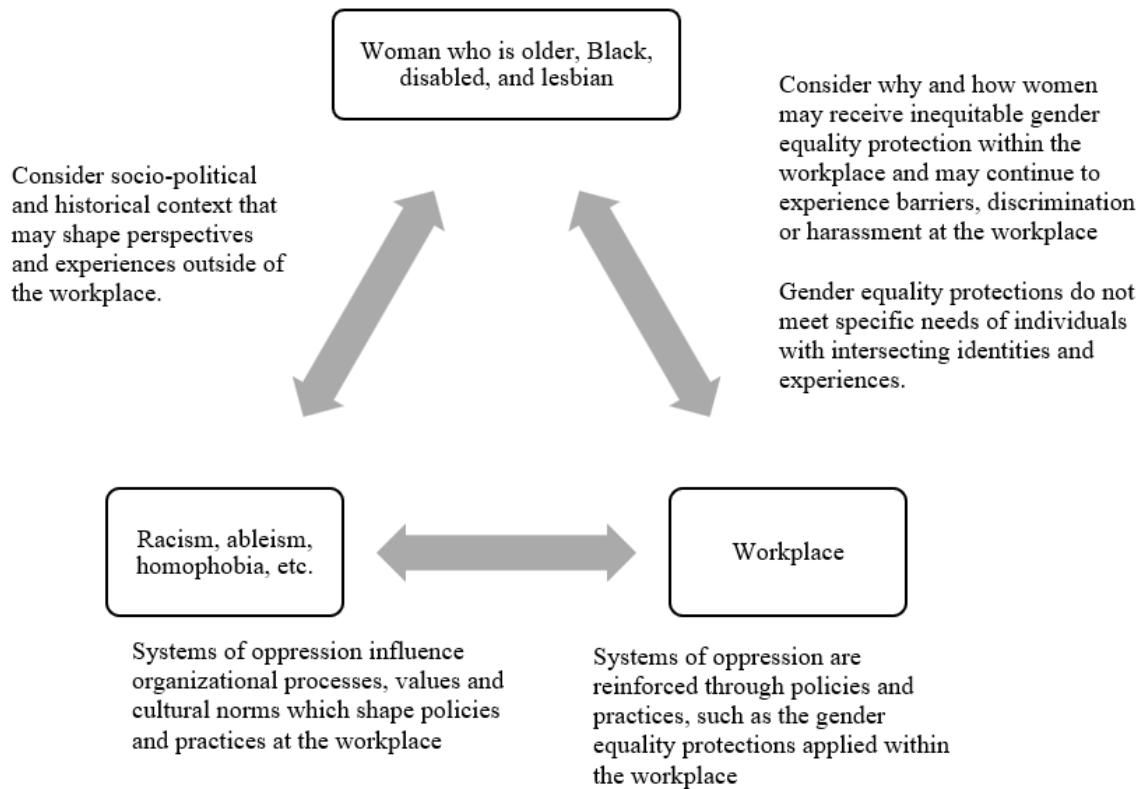 Woman who is older, Black,
disabled, and lesbian
Consider why and how women
may receive inequitable gender
equality protection within the
workplace and may continue to
experience barriers, discrimination
or harassment at the workplace
Gender equality protections do not
meet specific needs of individuals
with intersecting identities and
experiences.
Consider socio-political
and historical context that
may shape perspectives
and experiences outside of
the workplace.
Racism, ableism,
homophobia, etc.
Workplace
Systems of oppression influence
organizational processes, values and
cultural norms which shape policies
and practices at the workplace
Systems of oppression are
reinforced through policies and
practices, such as the gender
equality protections applied within
the workplace